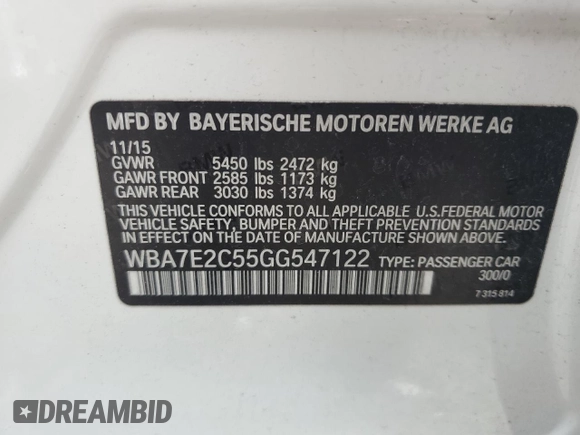 MFD BY BAYERISCHE MOTOREN WERKE AG
11/15
GVWR 5450 lbs 2472 kg
GAWR FRONT 2585 lbs 1173 kg
GAWR REAR 3030 lbs 1374 kg
THIS VEHICLE CONFORMS TO ALL APPLICABLE U.S.FEDERAL MOTOR
VEHICLE SAFETY, BUMPER AND THEFT PREVENTION
STANDARDS IN EFFECT ON THE DATE OF MANUFACTURE SHOWN ABOVE.
WBA7E2C55GG547122 TYPE: PASSENGER CAR
300/0
7 315 814
DREAMBID